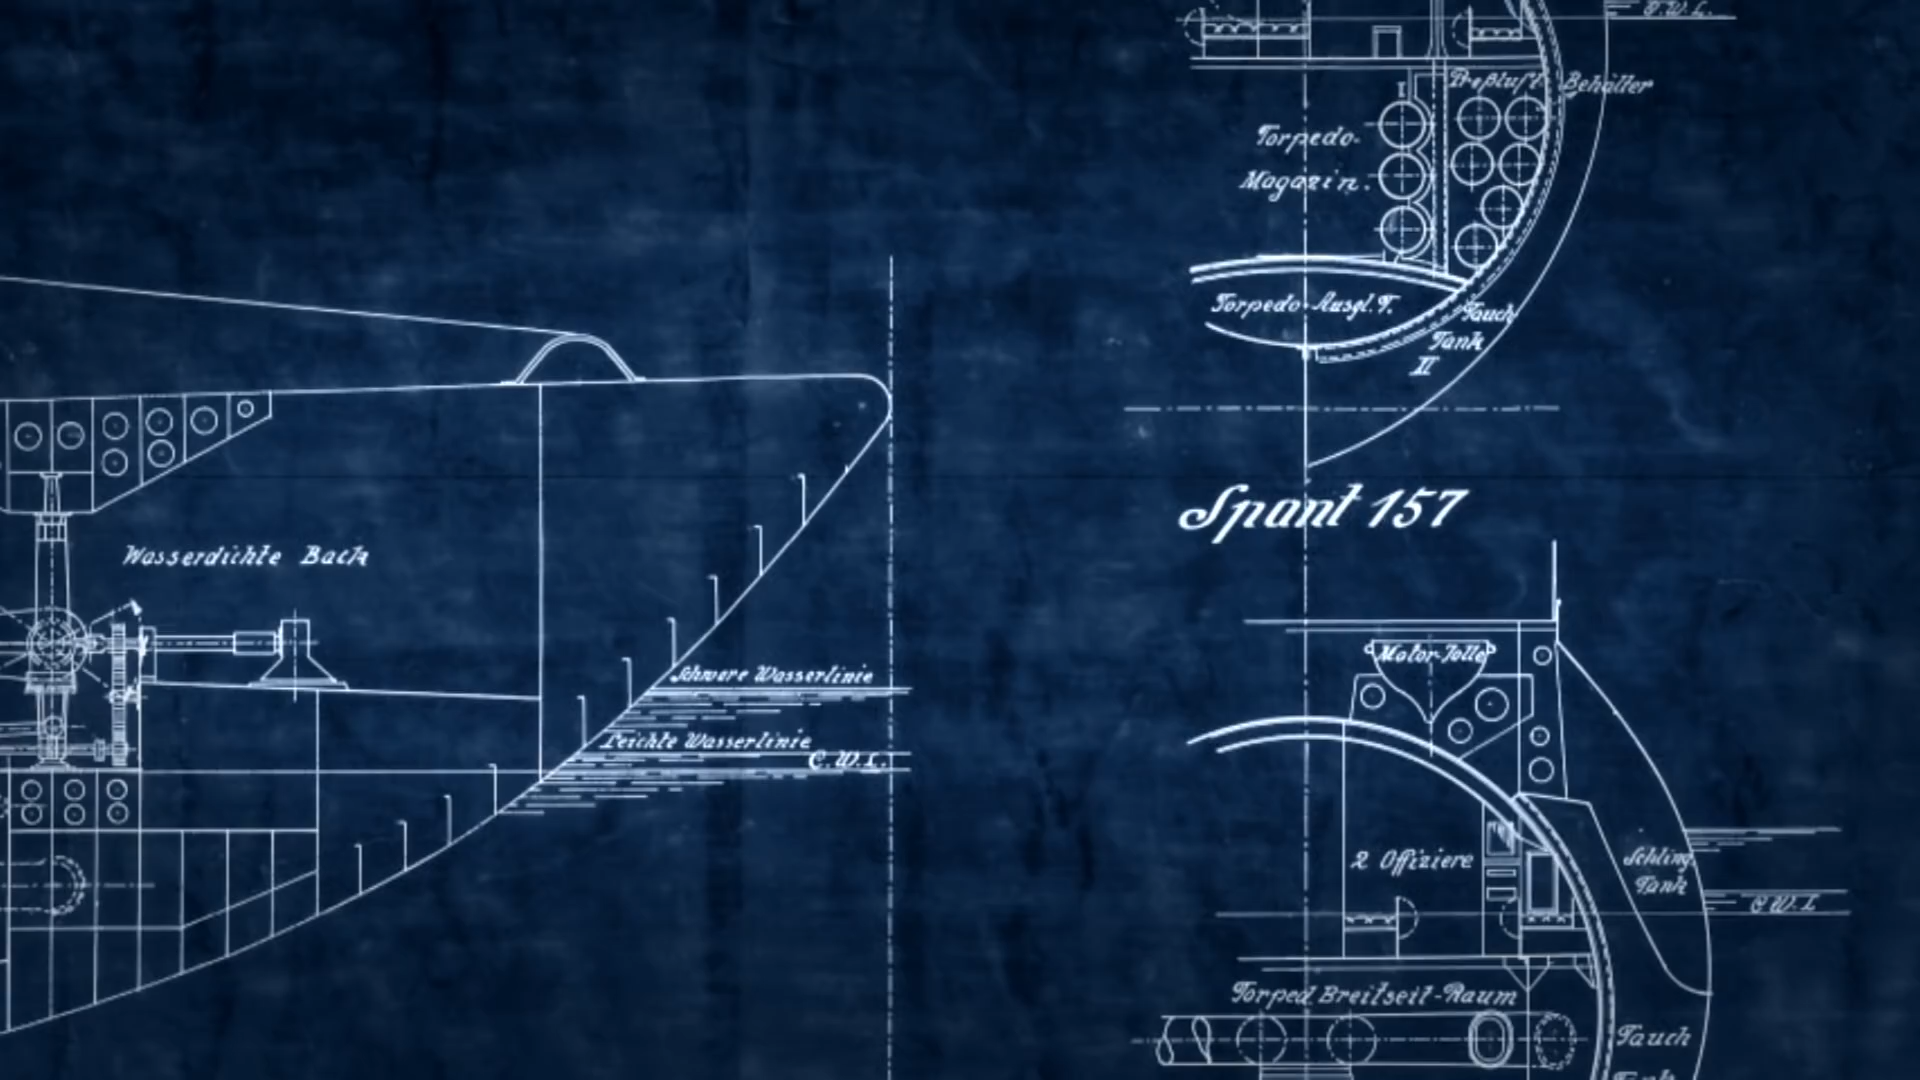 C.W.L.
Preßluft-Behälter
Torpedo-
Magazin.
Torpedo-Ausgl. T.
Tauch
Tank
II
Spant 157
Wasserdichte Back
Motor-Jolle
Schwere Wasserlinie
Leichte Wasserlinie
C.W.L.
2 Offiziere
Schling
Tank
C.W.L
Torped. Breitseit-Raum
Tauch
Tank